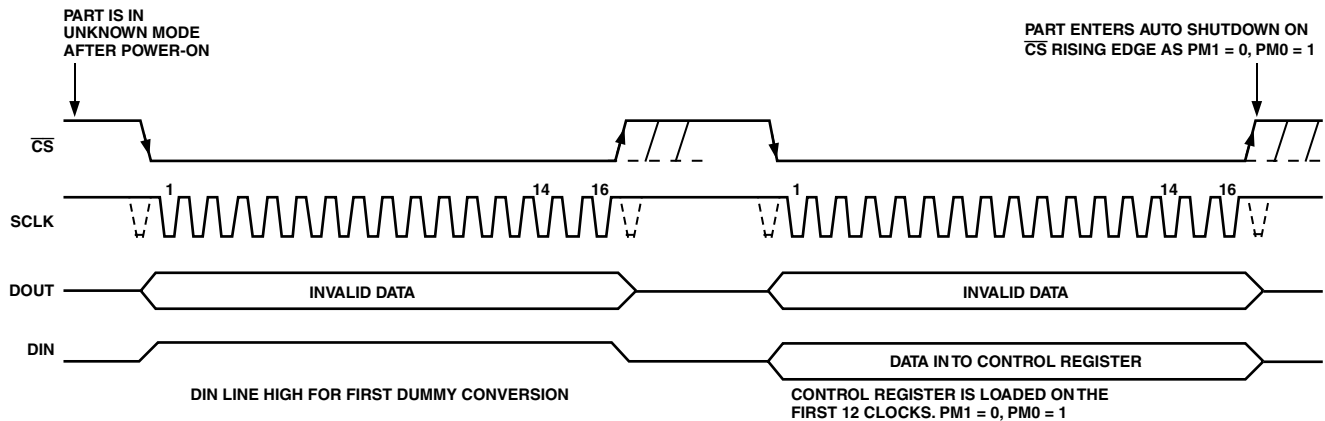 PART IS IN
UNKNOWN MODE
AFTER POWER-ON
PART ENTERS AUTO SHUTDOWN ON
CS RISING EDGE AS PM1 = 0, PM0 = 1
CS
SCLK
1
14
16
1
14
16
DOUT
INVALID DATA
INVALID DATA
DIN
DATA IN TO CONTROL REGISTER
DIN LINE HIGH FOR FIRST DUMMY CONVERSION
CONTROL REGISTER IS LOADED ON THE
FIRST 12 CLOCKS. PM1 = 0, PM0 = 1